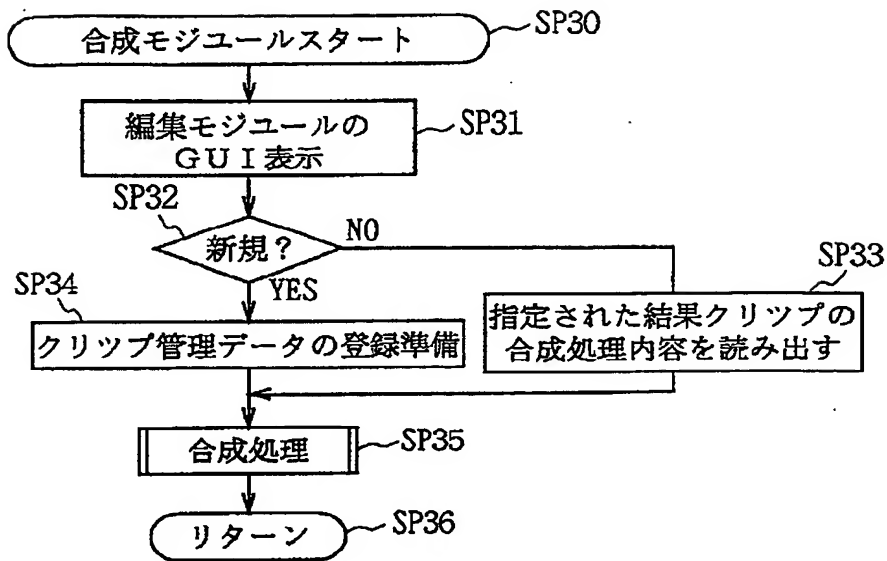 合成モジユールスタート
SP30
編集モジユールの
GUI表示
SP31
SP32
新規?
NO
YES
SP33
指定された結果クリツプの
合成処理内容を読み出す
SP34
クリツプ管理データの登録準備
合成処理
SP35
リターン
SP36